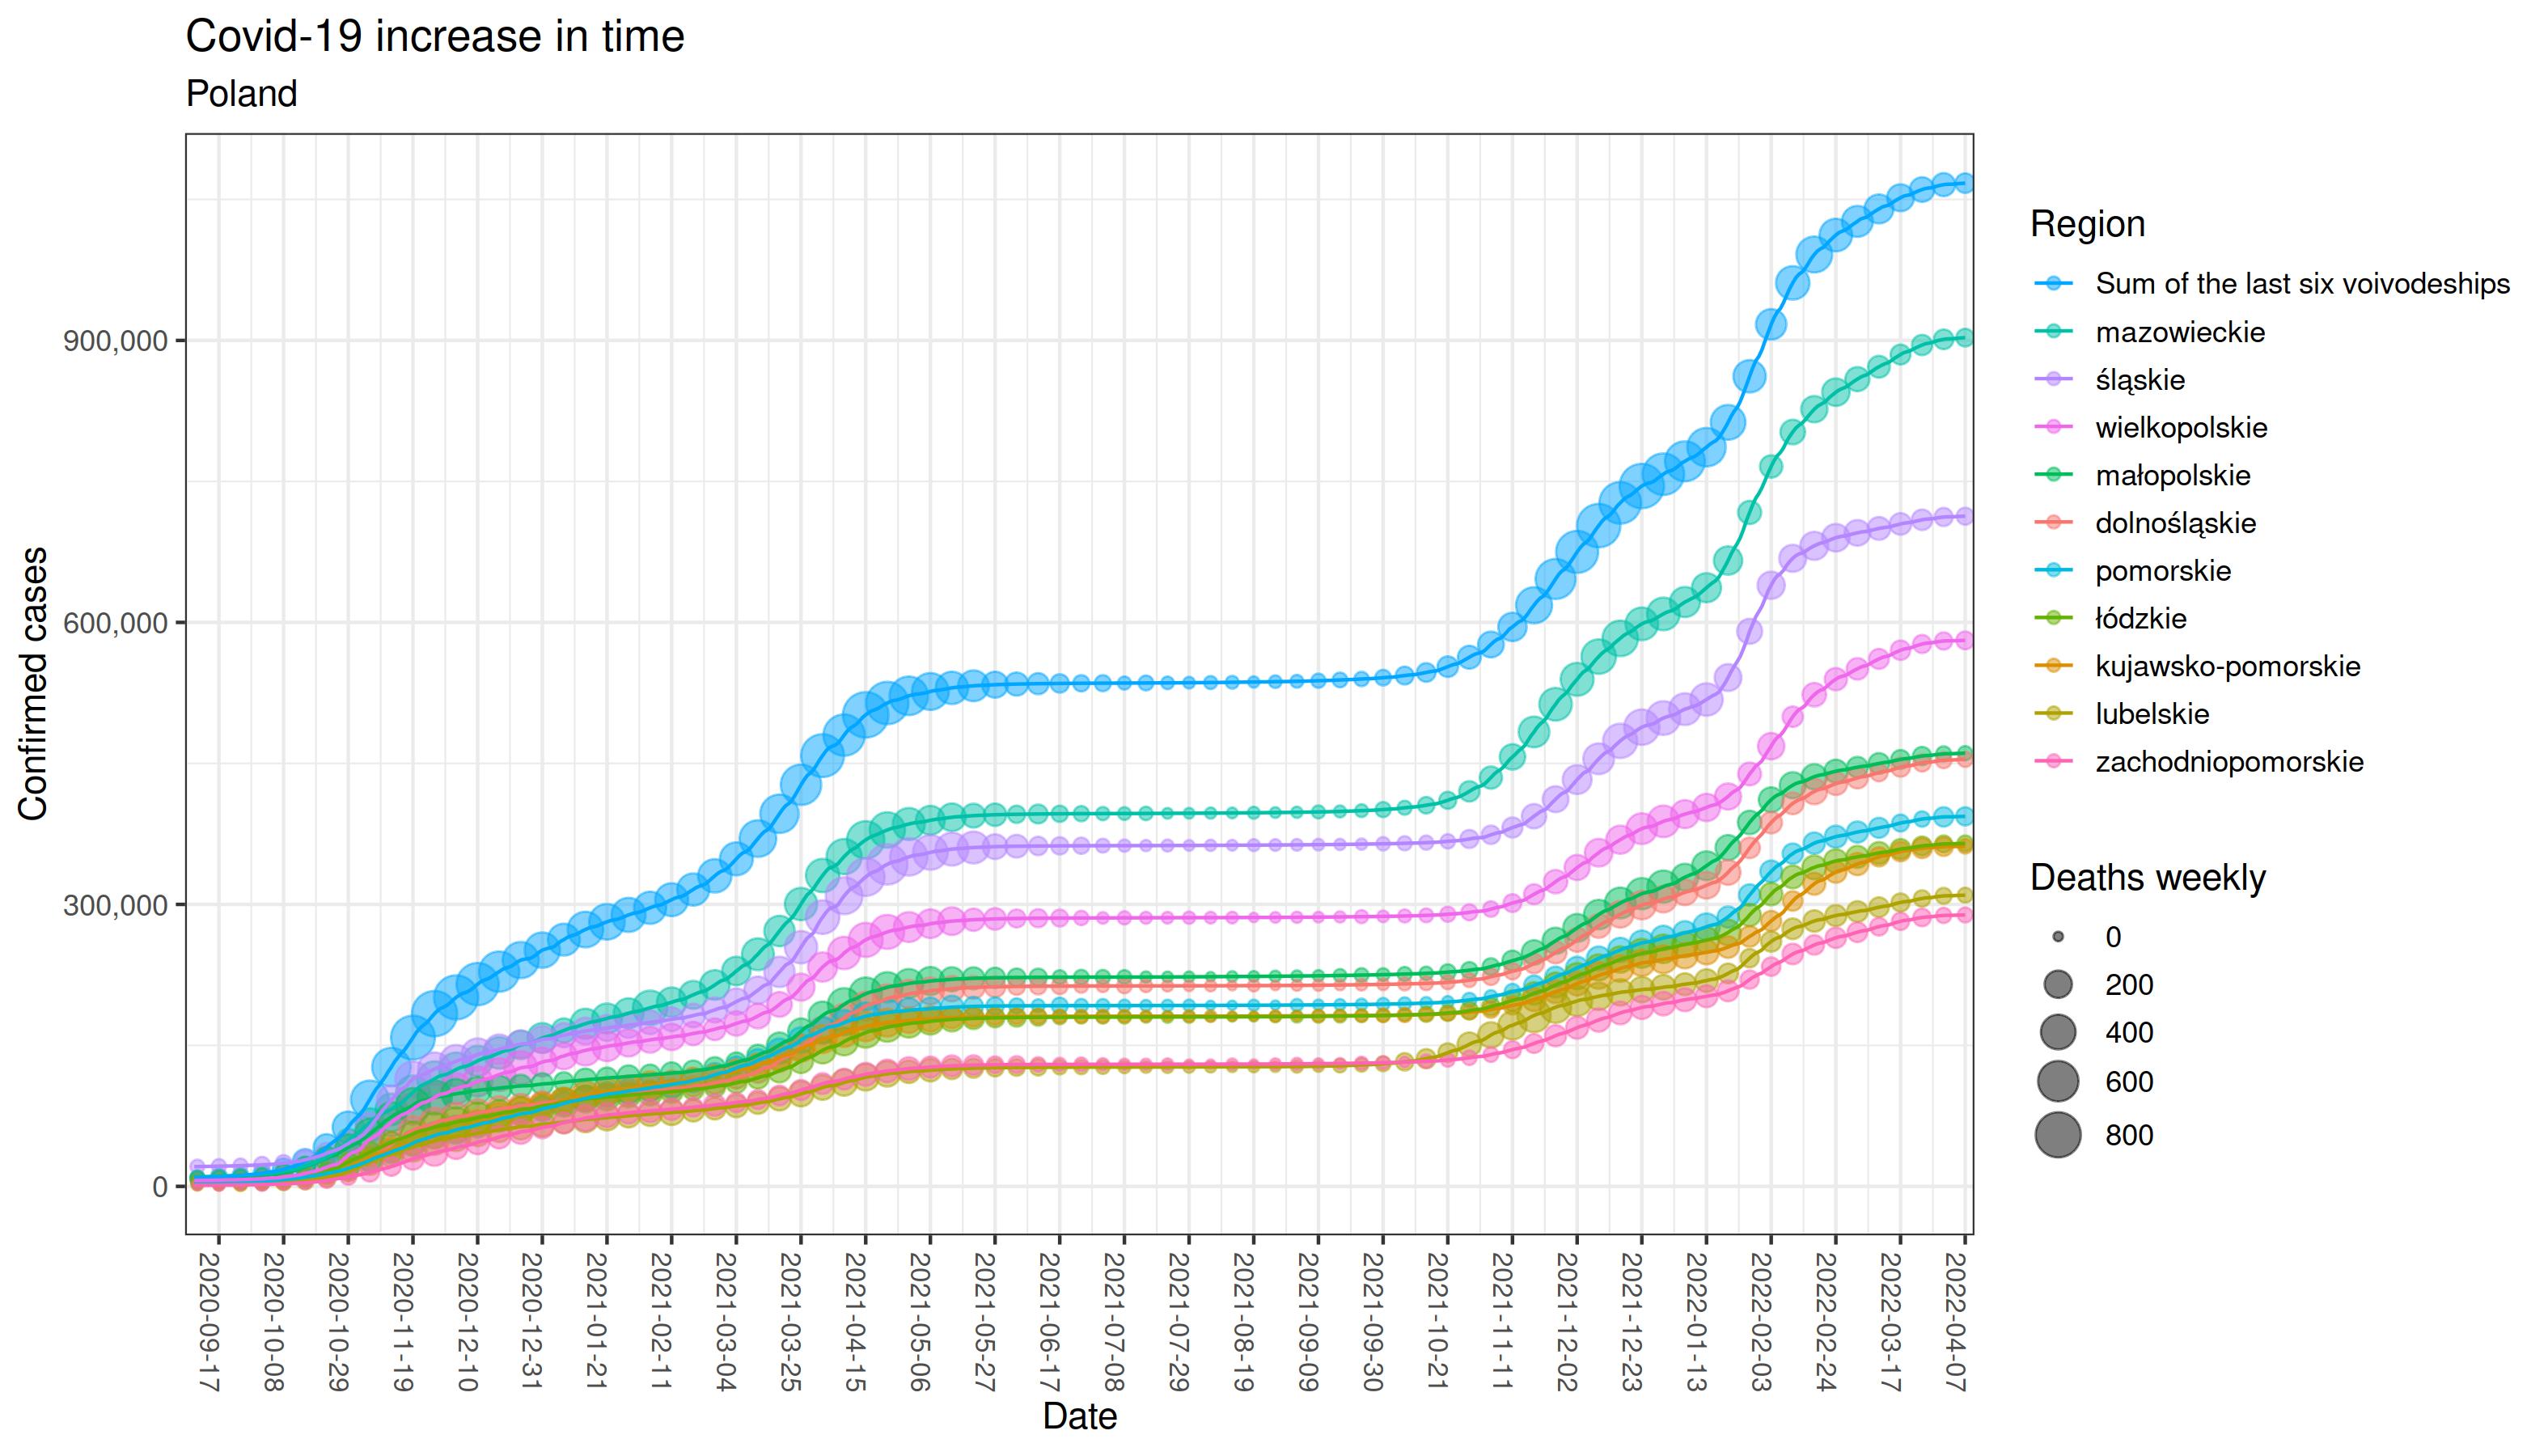 Covid-19 increase in time
Poland
Confirmed cases
900,000
600,000
300,000
0
2020-09-17
2020-10-08
2020-10-29
2020-11-19
2020-12-10
2020-12-31
2021-01-21
2021-02-11
2021-03-04
2021-03-25
2021-04-15
2021-05-06
2021-05-27
2021-06-17
2021-07-08
2021-07-29
2021-08-19
2021-09-09
2021-09-30
2021-10-21
2021-11-11
2021-12-02
2021-12-23
2022-01-13
2022-02-03
2022-02-24
2022-03-17
2022-04-07
Date
Region
Sum of the last six voivodeships
mazowieckie
śląskie
wielkopolskie
małopolskie
dolnośląskie
pomorskie
łódzkie
kujawsko-pomorskie
lubelskie
zachodniopomorskie
Deaths weekly
0
200
400
600
800